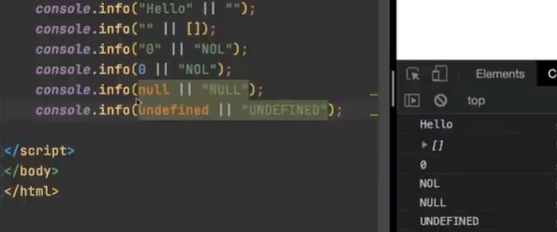 console.info("Hello" || "");
console.info("" || []);
console.info("0" || "NOL");
console.info(0 || "NOL");
console.info(null || "NULL");
console.info(undefined || "UNDEFINED");
</script>
</body>
</html>
Elements
top
Hello
▸ []
0
NOL
NULL
UNDEFINED